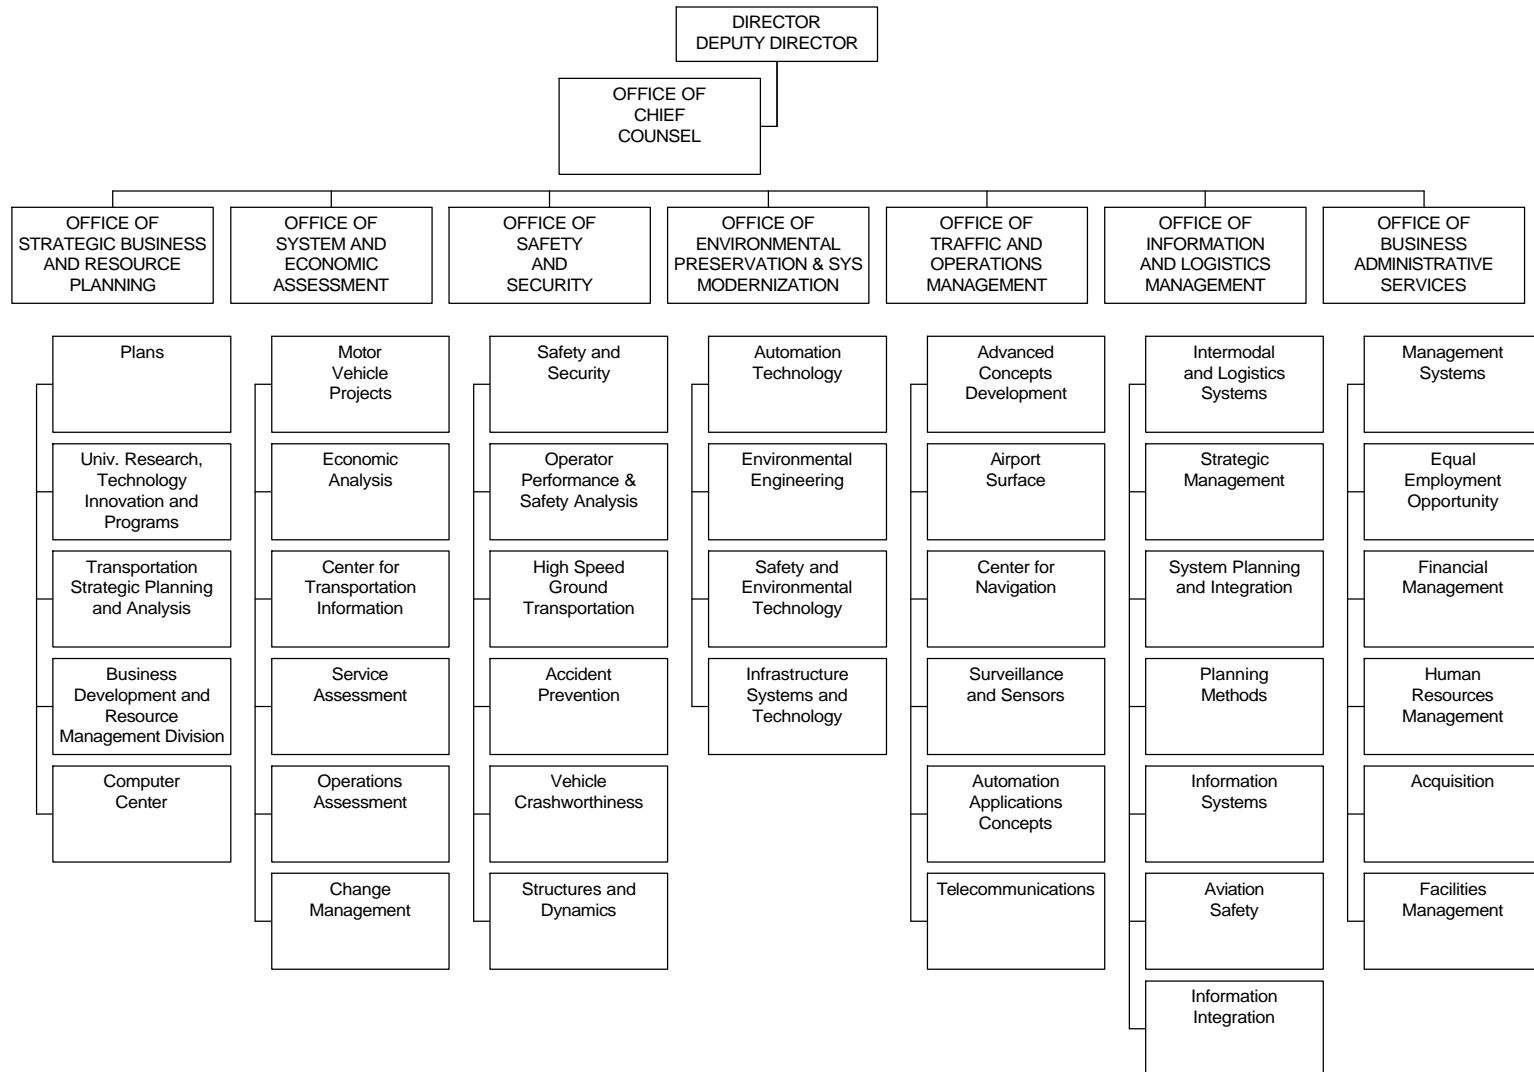 DIRECTOR
DEPUTY DIRECTOR
OFFICE OF
CHIEF
COUNSEL
OFFICE OF
STRATEGIC BUSINESS
AND RESOURCE
PLANNING
OFFICE OF
SYSTEM AND
ECONOMIC
ASSESSMENT
OFFICE OF
SAFETY
AND
SECURITY
OFFICE OF
ENVIRONMENTAL
PRESERVATION & SYS
MODERNIZATION
OFFICE OF
TRAFFIC AND
OPERATIONS
MANAGEMENT
OFFICE OF
INFORMATION
AND LOGISTICS
MANAGEMENT
OFFICE OF
BUSINESS
ADMINISTRATIVE
SERVICES
Plans
Univ. Research,
Technology
Innovation and
Programs
Transportation
Strategic Planning
and Analysis
Business
Development and
Resource
Management Division
Computer
Center
Motor
Vehicle
Projects
Economic
Analysis
Center for
Transportation
Information
Service
Assessment
Operations
Assessment
Change
Management
Safety and
Security
Operator
Performance &
Safety Analysis
High Speed
Ground
Transportation
Accident
Prevention
Vehicle
Crashworthiness
Structures and
Dynamics
Automation
Technology
Environmental
Engineering
Safety and
Environmental
Technology
Infrastructure
Systems and
Technology
Advanced
Concepts
Development
Airport
Surface
Center for
Navigation
Surveillance
and Sensors
Automation
Applications
Concepts
Telecommunications
Intermodal
and Logistics
Systems
Strategic
Management
System Planning
and Integration
Planning
Methods
Information
Systems
Aviation
Safety
Information
Integration
Management
Systems
Equal
Employment
Opportunity
Financial
Management
Human
Resources
Management
Acquisition
Facilities
Management